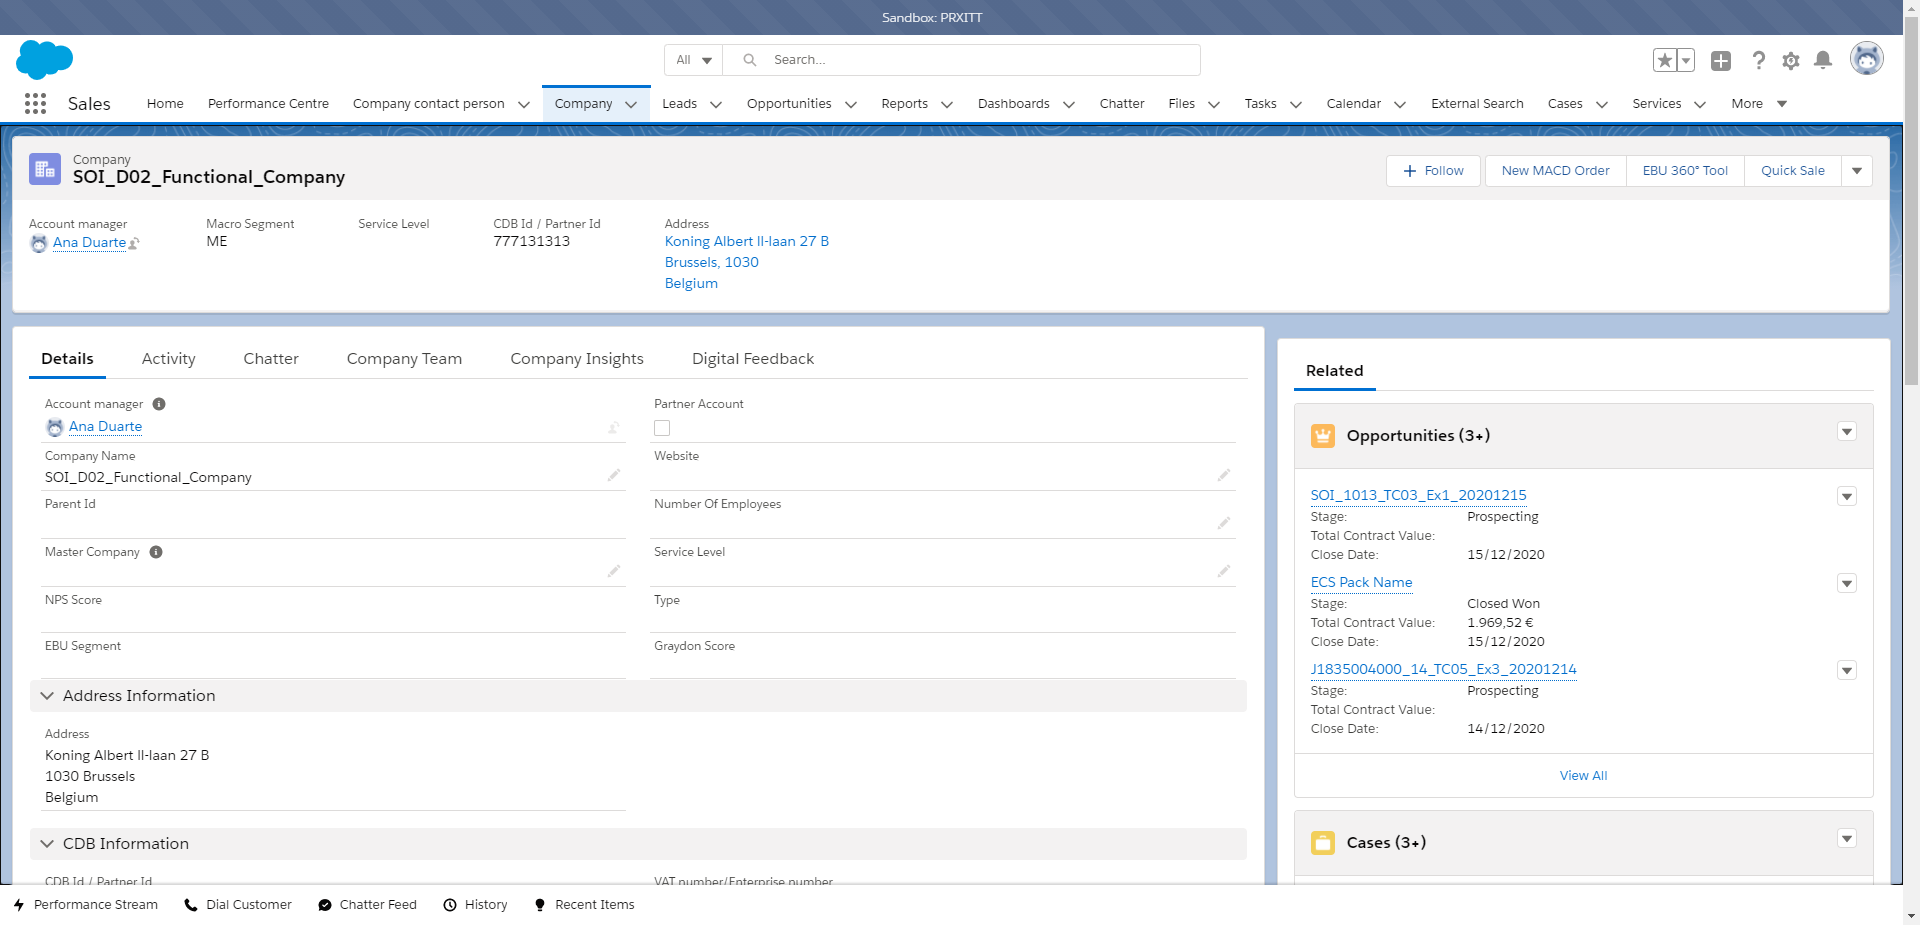 Sandbox: PRXITT
All
Search...
Sales
Home
Performance Centre
Company contact person
Company
Leads
Opportunities
Reports
Dashboards
Chatter
Files
Tasks
Calendar
External Search
Cases
Services
More
Company
SOI_D02_Functional_Company
Follow
New MACD Order
EBU 360° Tool
Quick Sale
Account manager
Ana Duarte
Macro Segment
ME
Service Level
CDB Id / Partner Id
777131313
Address
Koning Albert II-laan 27 B
Brussels, 1030
Belgium
Details
Activity
Chatter
Company Team
Company Insights
Digital Feedback
Account manager
Ana Duarte
Partner Account
Company Name
SOI_D02_Functional_Company
Website
Parent Id
Number Of Employees
Master Company
Service Level
NPS Score
Type
EBU Segment
Graydon Score
Address Information
Address
Koning Albert II-laan 27 B
1030 Brussels
Belgium
CDB Information
CDB Id / Partner Id
VAT number/Enterprise number
Related
Opportunities (3+)
SOI_1013_TC03_Ex1_20201215
Stage: Prospecting
Total Contract Value:
Close Date: 15/12/2020
ECS Pack Name
Stage: Closed Won
Total Contract Value: 1.969,52 €
Close Date: 15/12/2020
J1835004000_14_TC05_Ex3_20201214
Stage: Prospecting
Total Contract Value:
Close Date: 14/12/2020
View All
Cases (3+)
Performance Stream
Dial Customer
Chatter Feed
History
Recent Items